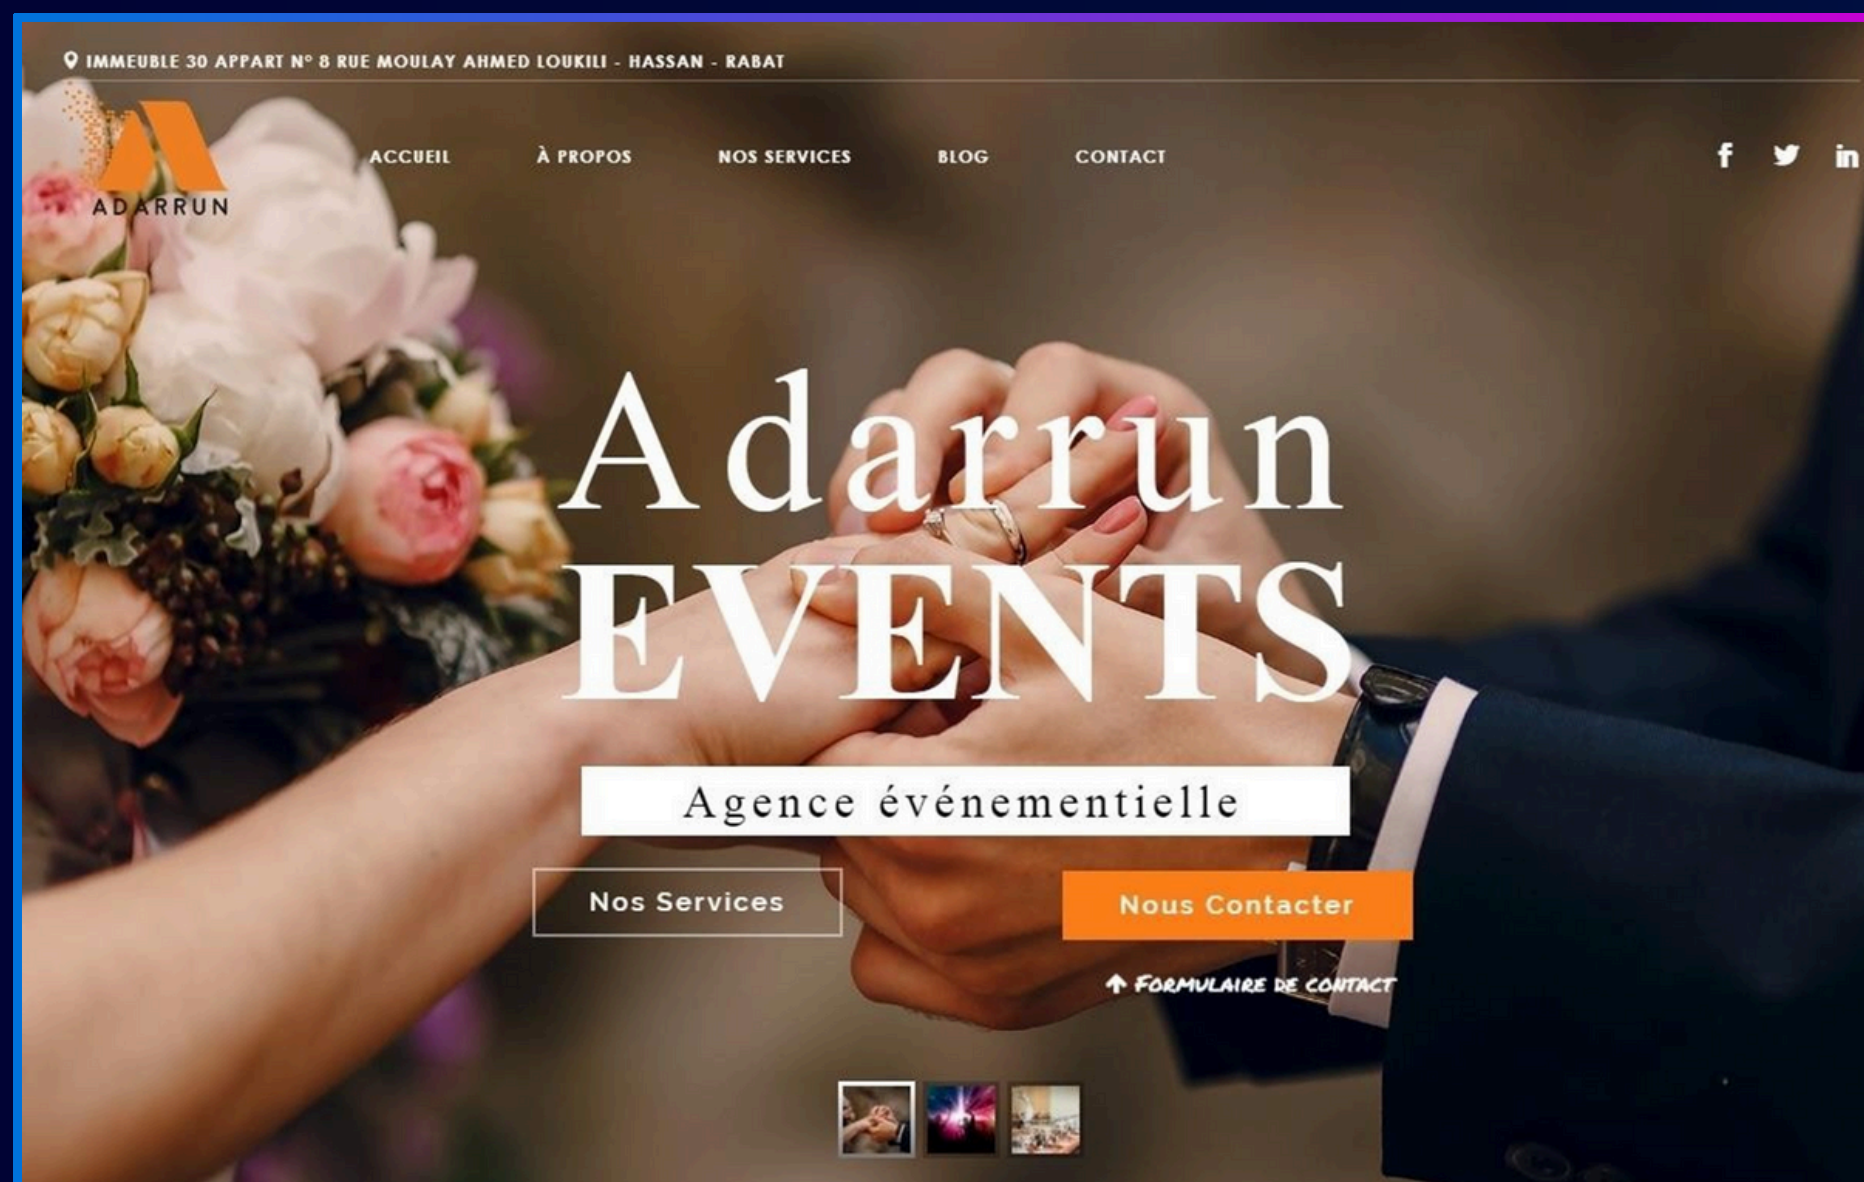 IMMEUBLE 30 APPART N° 8 RUE MOULAY AHMED LOUKILI - HASSAN - RABAT
ADARRUN
ACCUEIL À PROPOS NOS SERVICES BLOG CONTACT
Adarrun
EVENTS
Agence événementielle
Nos Services
Nous Contacter
FORMULAIRE DE CONTACT